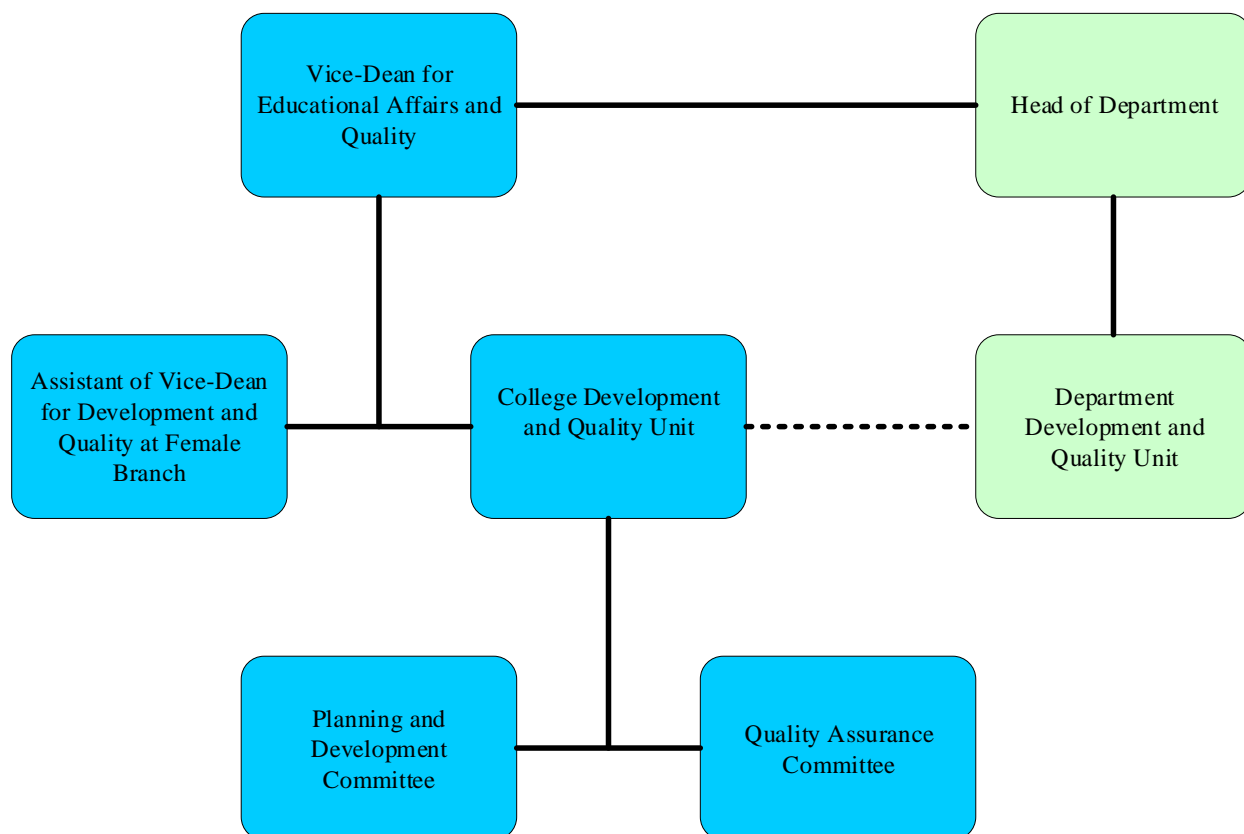 Vice-Dean for
Educational Affairs and
Quality
Head of Department
Assistant of Vice-Dean
for Development and
Quality at Female
Branch
College Development
and Quality Unit
Department
Development and
Quality Unit
Planning and
Development
Committee
Quality Assurance
Committee